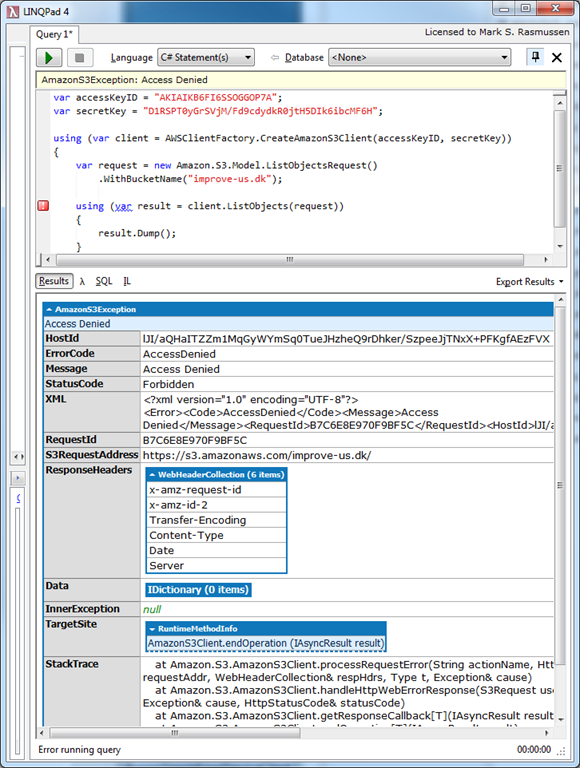 LINQPad 4
Query 1*
Licensed to Mark S. Rasmussen
Language C# Statement(s) Database <None>
AmazonS3Exception: Access Denied
var accessKeyID = "AKIAIKB6FI6SSOGGOP7A";
var secretKey = "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";
using (var client = AWSClientFactory.CreateAmazonS3Client(accessKeyID, secretKey))
{
var request = new Amazon.S3.Model.ListObjectsRequest()
.WithBucketName("improve-us.dk");
using (var result = client.ListObjects(request))
{
result.Dump();
}
Results λ SQL IL Export Results
AmazonS3Exception
Access Denied
HostId lJI/aQHaITZZm1MqGyWYmSq0TueJHzheQ9rDhker/SzpeeJjTNxX+PFKgfAEzFVX
ErrorCode AccessDenied
Message Access Denied
StatusCode Forbidden
XML <?xml version="1.0" encoding="UTF-8"?>
<Error><Code>AccessDenied</Code><Message>Access
Denied</Message><RequestId>B7C6E8E970F9BF5C</RequestId><HostId>lJI/a
RequestId B7C6E8E970F9BF5C
S3RequestAddress https://s3.amazonaws.com/improve-us.dk/
ResponseHeaders WebHeaderCollection (6 items)
x-amz-request-id
x-amz-id-2
Transfer-Encoding
Content-Type
Date
Server
Data IDictionary (0 items)
InnerException null
TargetSite RuntimeMethodInfo
AmazonS3Client.endOperation (IAsyncResult result)
StackTrace at Amazon.S3.AmazonS3Client.processRequestError(String actionName, Htt
requestAddr, WebHeaderCollection& respHdrs, Type t, Exception& cause)
at Amazon.S3.AmazonS3Client.handleHttpWebErrorResponse(S3Request use
Exception& cause, HttpStatusCode& statusCode)
at Amazon.S3.AmazonS3Client.getResponseCallback[T](IAsyncResult result
Error running query 00:00:00